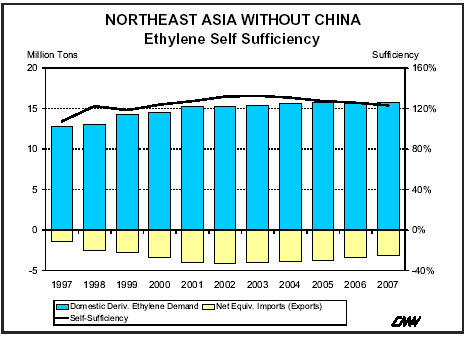 NORTHEAST ASIA WITHOUT CHINA
Ethylene Self Sufficiency
Million Tons Sufficiency
20 160%
15 120%
10 80%
5 40%
0 0%
-5 -40%
1997 1998 1999 2000 2001 2002 2003 2004 2005 2006 2007
Domestic Deriv. Ethylene Demand Net Equiv. Imports (Exports)
Self-Sufficiency
CMAI